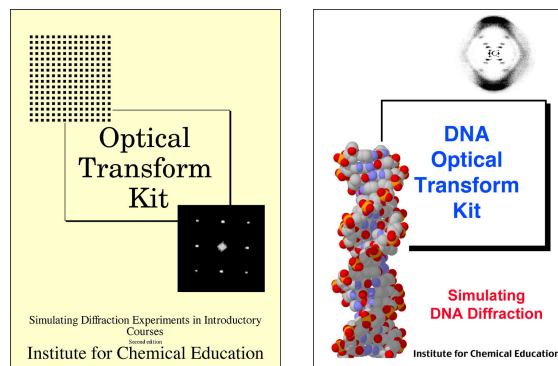 Optical
Transform
Kit
Simulating Diffraction Experiments in Introductory
Courses
Second edition
Institute for Chemical Education
DNA
Optical
Transform
Kit
Simulating
DNA Diffraction
Institute for Chemical Education